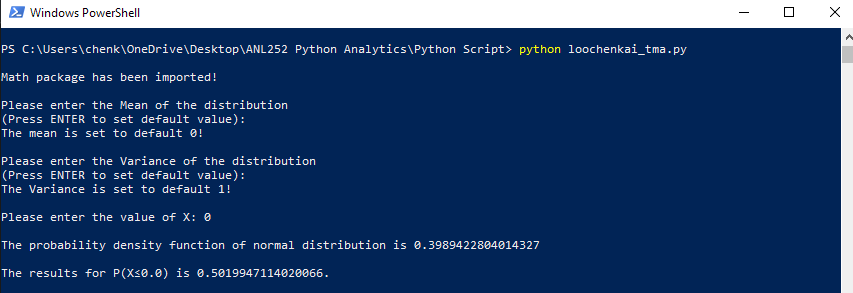 Windows PowerShell
PS C:\Users\chenk\OneDrive\Desktop\ANL252 Python Analytics\Python Script> python loochenkai_tma.py
Math package has been imported!
Please enter the Mean of the distribution
(Press ENTER to set default value):
The mean is set to default 0!
Please enter the Variance of the distribution
(Press ENTER to set default value):
The Variance is set to default 1!
Please enter the value of X: 0
The probability density function of normal distribution is 0.3989422804014327
The results for P(X≤0.0) is 0.5019947114020066.